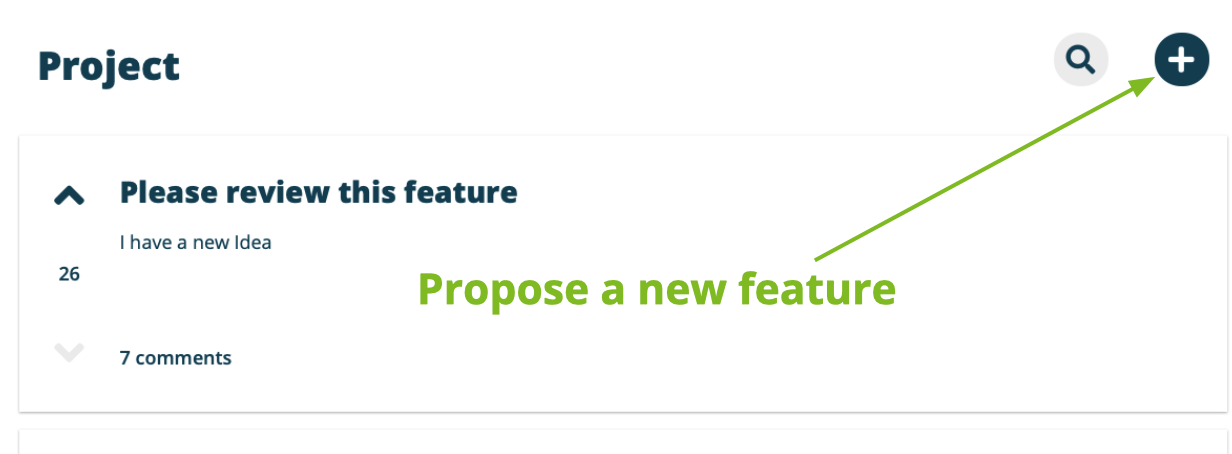 Project
Please review this feature
I have a new Idea
26
Propose a new feature
7 comments